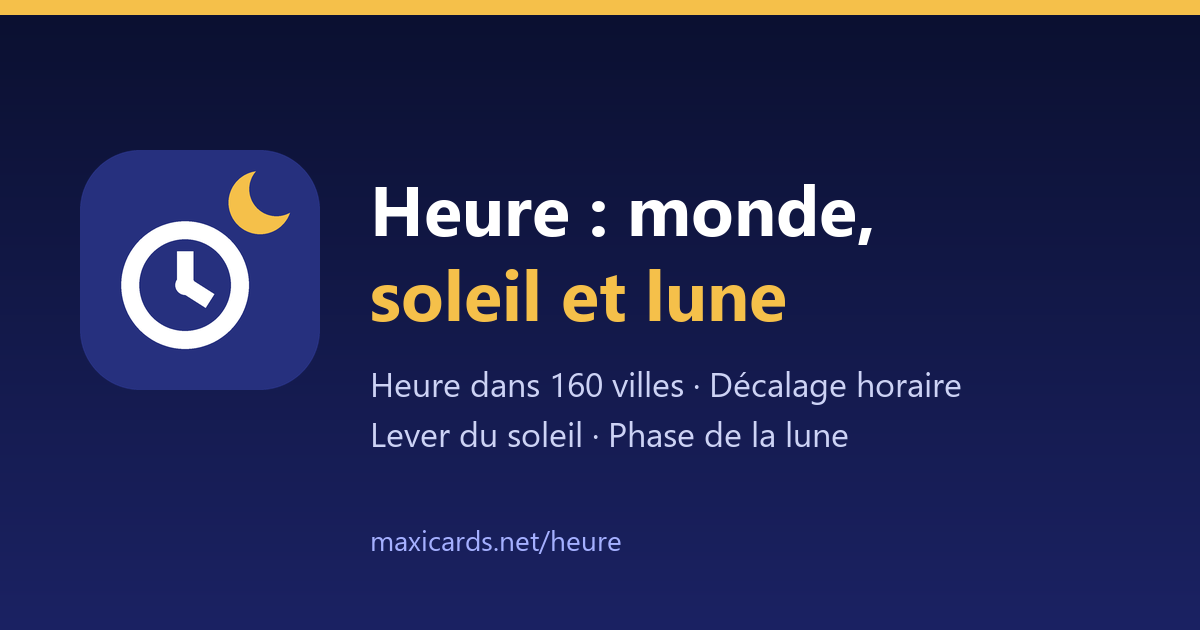 Heure : monde,
soleil et lune
Heure dans 160 villes · Décalage horaire
Lever du soleil · Phase de la lune
maxicards.net/heure